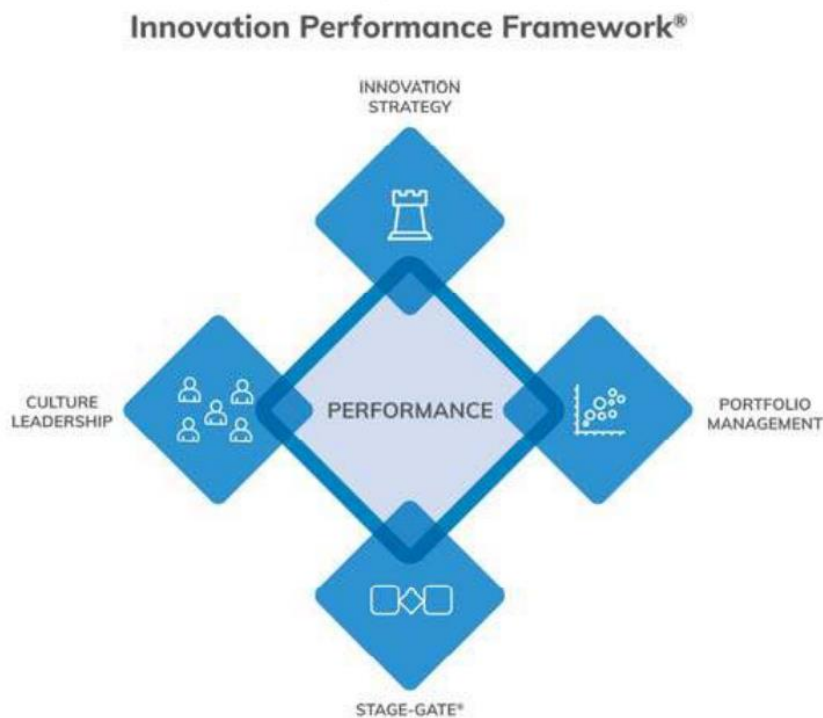 Innovation Performance Framework®
INNOVATION
STRATEGY
CULTURE
LEADERSHIP
PERFORMANCE
PORTFOLIO
MANAGEMENT
STAGE-GATE®